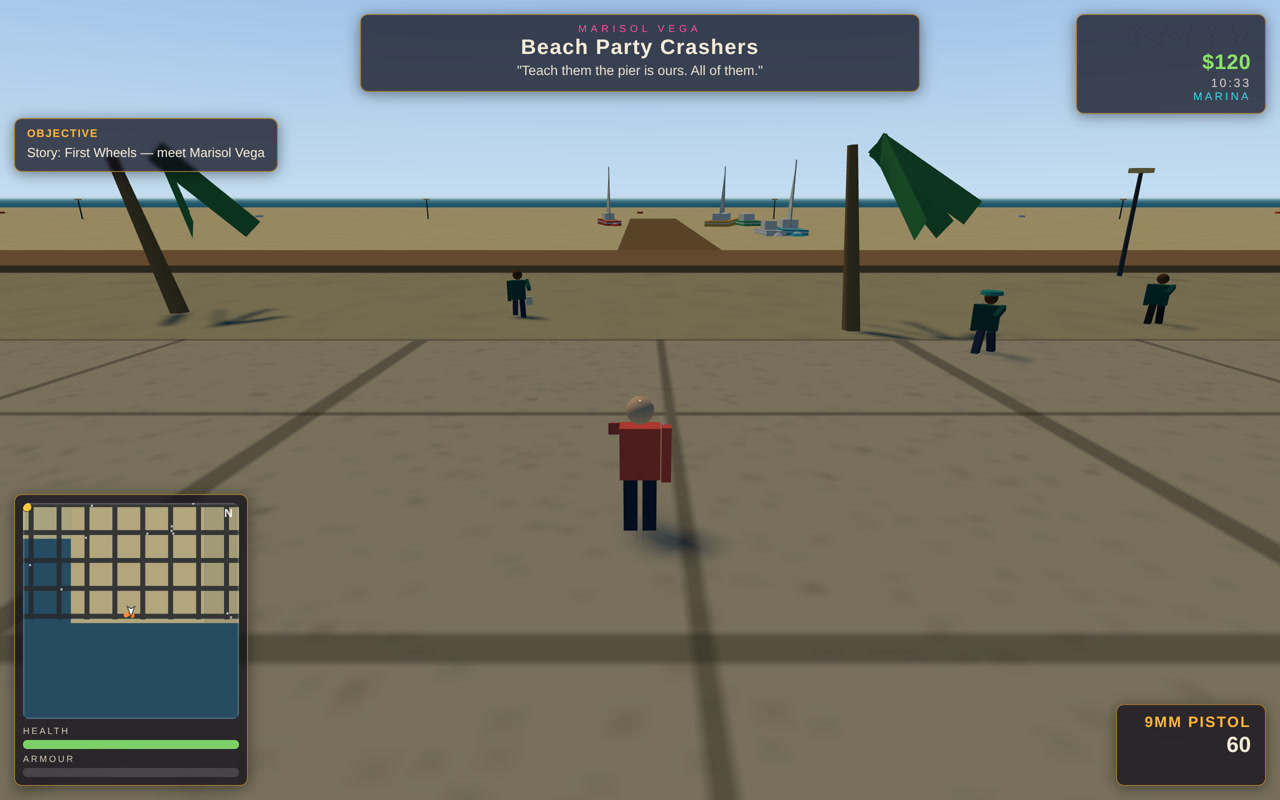 MARISOL VEGA
Beach Party Crashers
"Teach them the pier is ours. All of them."
$120
10:33
MARINA
OBJECTIVE
Story: First Wheels — meet Marisol Vega
N
HEALTH
ARMOUR
9MM PISTOL
60